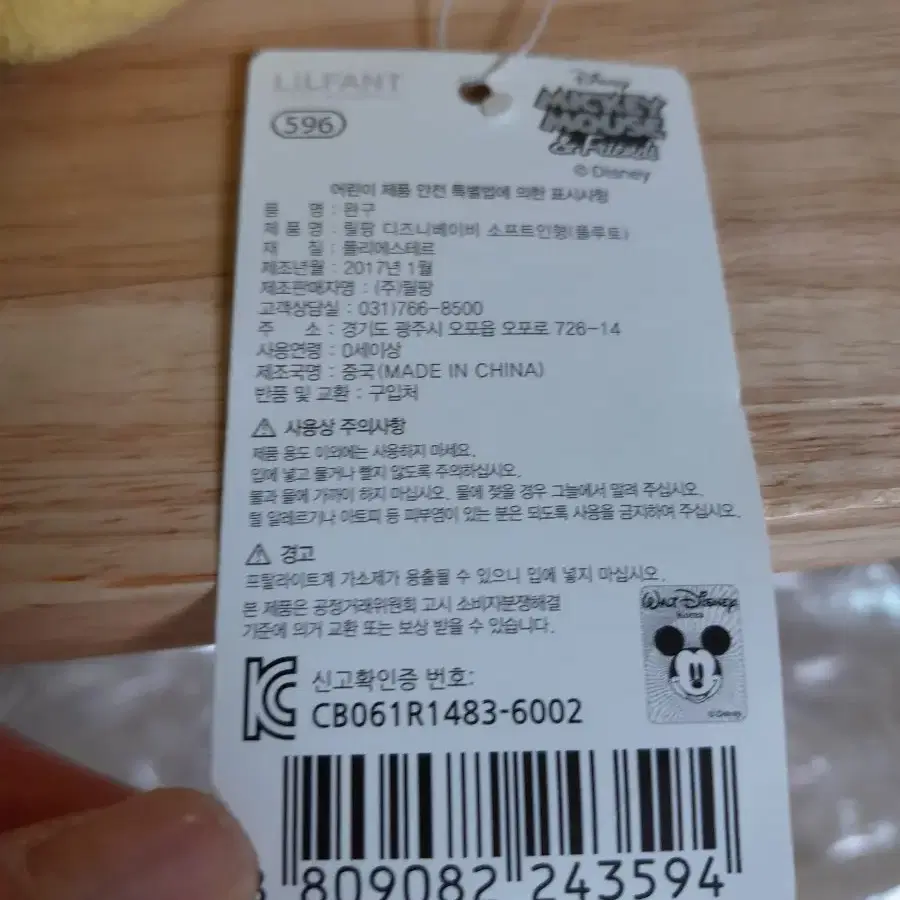 LILFANT
596
Disney
MICKEY
MOUSE
& Friends
© Disney
어린이 제품 안전 특별법에 의한 표시사항
품 명 : 완구
제 품 명 : 릴팡 디즈니베이비 소프트인형(플루토)
재 질 : 폴리에스테르
제조년월 : 2017년 1월
제조판매자명 : (주)릴팡
고객상담실 : 031)766-8500
주 소 : 경기도 광주시 오포읍 오포로 726-14
사용연령 : 0세이상
제조국명 : 중국(MADE IN CHINA)
반품 및 교환 : 구입처
사용상 주의사항
제품 용도 이외에는 사용하지 마세요.
입에 넣고 물거나 빨지 않도록 주의하십시오.
불과 물에 가까이 하지 마십시오. 물에 젖을 경우 그늘에서 말려 주십시오.
털 알레르기나 아토피 등 피부염이 있는 분은 되도록 사용을 금지하여 주십시오.
경고
프탈라이트계 가소제가 용출될 수 있으니 입에 넣지 마십시오.
본 제품은 공정거래위원회 고시 소비자분쟁해결
기준에 의거 교환 또는 보상 받을 수 있습니다.
WALT DISNEY
Korea
© Disney
신고확인증 번호:
CB061R1483-6002
8 809082 243594